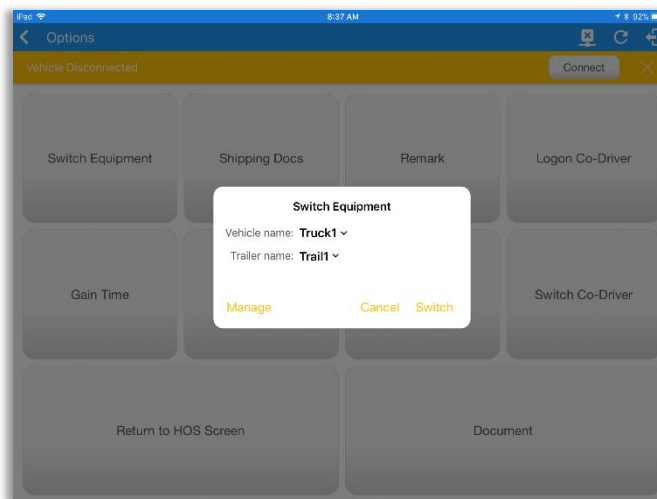 iPad 8:37 AM 92%
Options
Vehicle Disconnected Connect
Switch Equipment Shipping Docs Remark Logon Co-Driver
Switch Equipment
Vehicle name: Truck1
Trailer name: Trail1
Manage Cancel Switch
Gain Time Switch Co-Driver
Return to HOS Screen Document